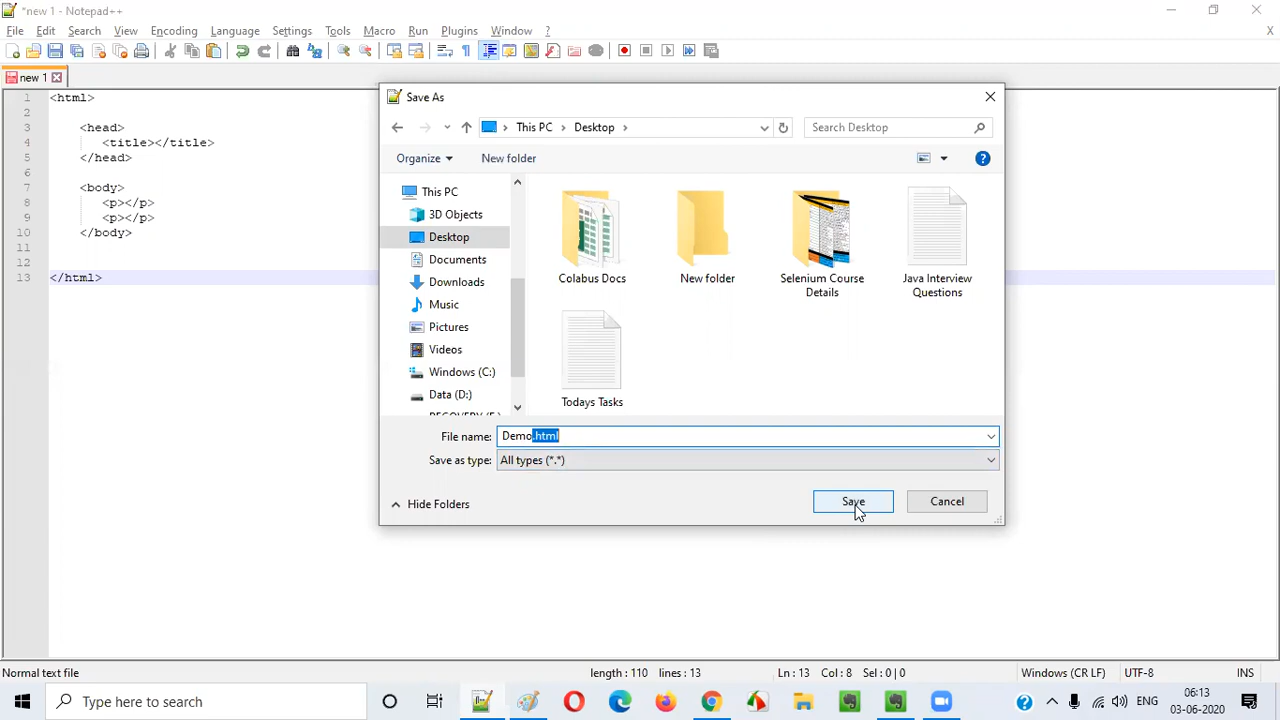 *new 1 - Notepad++
File Edit Search View Encoding Language Settings Tools Macro Run Plugins Window ?
X
new 1
1 <html>
2
3 <head>
4 <title></title>
5 </head>
6
7 <body>
8 <p></p>
9 <p></p>
10 </body>
11
12
13 </html>
Save As
This PC > Desktop >
Search Desktop
Organize
New folder
This PC
3D Objects
Desktop
Documents
Downloads
Music
Pictures
Videos
Windows (C:)
Data (D:)
Colabus Docs
New folder
Selenium Course
Details
Java Interview
Questions
Todays Tasks
File name: Demo.html
Save as type: All types (*.*)
Hide Folders
Save
Cancel
Normal text file
length : 110 lines : 13
Ln : 13 Col : 8 Sel : 0 | 0
Windows (CR LF)
UTF-8
INS
Type here to search
ENG
06:13
03-06-2020